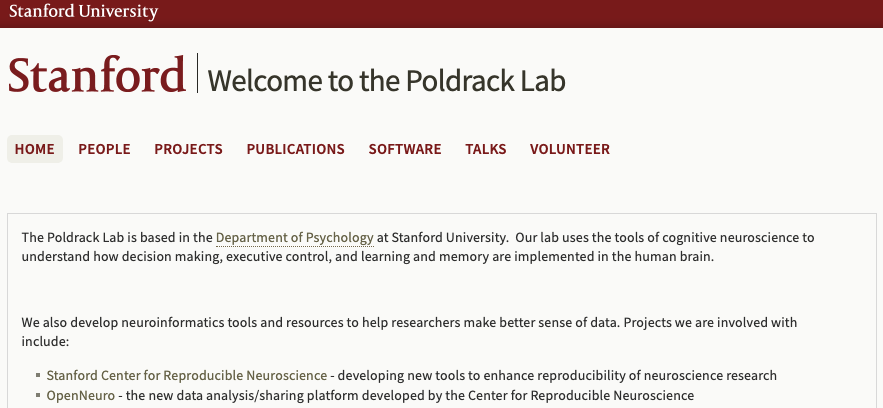 Stanford University
Stanford | Welcome to the Poldrack Lab
HOME PEOPLE PROJECTS PUBLICATIONS SOFTWARE TALKS VOLUNTEER
The Poldrack Lab is based in the Department of Psychology at Stanford University.  Our lab uses the tools of cognitive neuroscience to
understand how decision making, executive control, and learning and memory are implemented in the human brain.
We also develop neuroinformatics tools and resources to help researchers make better sense of data. Projects we are involved with
include:
▪ Stanford Center for Reproducible Neuroscience - developing new tools to enhance reproducibility of neuroscience research
▪ OpenNeuro - the new data analysis/sharing platform developed by the Center for Reproducible Neuroscience